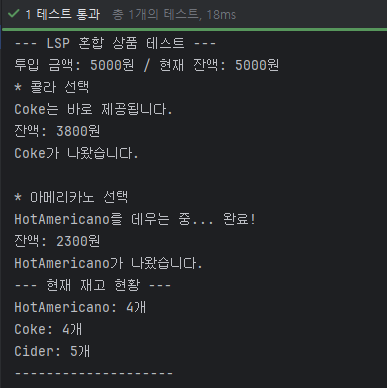 ✓ 1 테스트 통과 총 1개의 테스트, 18ms
--- LSP 혼합 상품 테스트 ---
투입 금액: 5000원 / 현재 잔액: 5000원
* 콜라 선택
Coke는 바로 제공됩니다.
잔액: 3800원
Coke가 나왔습니다.

* 아메리카노 선택
HotAmericano을 데우는 중... 완료!
잔액: 2300원
HotAmericano가 나왔습니다.
--- 현재 재고 현황 ---
HotAmericano: 4개
Coke: 4개
Cider: 5개
--------------------